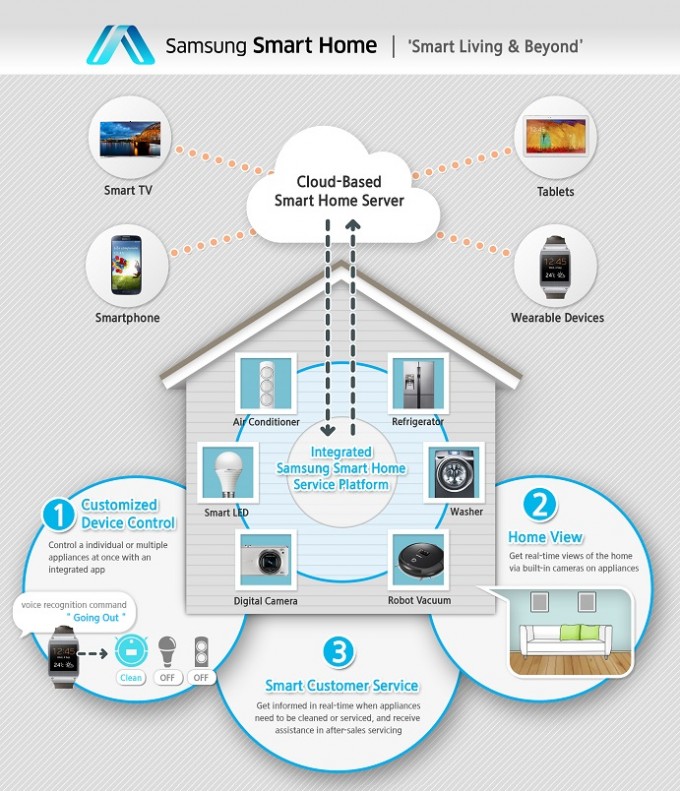 Samsung Smart Home | 'Smart Living & Beyond'
Smart TV
Cloud-Based
Smart Home Server
Tablets
Smartphone
Wearable Devices
12:45
Air Conditioner
Refrigerator
Integrated
Samsung Smart Home
Service Platform
Smart LED
Washer
Digital Camera
Robot Vacuum
1 Customized
Device Control
Control a individual or multiple
appliances at once with an
integrated app
voice recognition command
" Going Out "
12:45
Clean
OFF
OFF
2
Home View
Get real-time views of the home
via built-in cameras on appliances
3
Smart Customer Service
Get informed in real-time when appliances
need to be cleaned or serviced, and receive
assistance in after-sales servicing